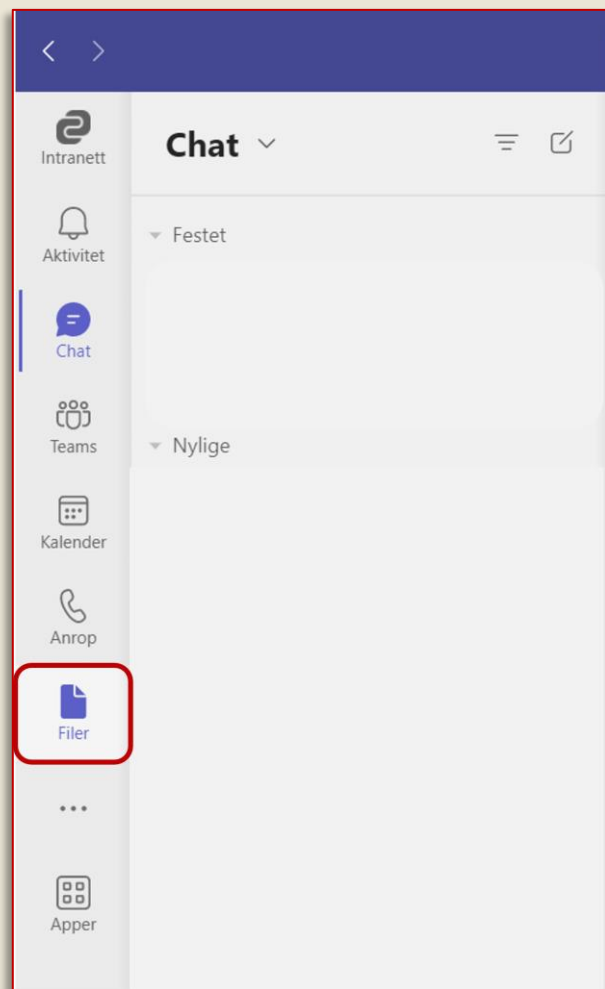 Intranett
Chat
Aktivitet
Festet
Chat
Teams
Nylige
Kalender
Anrop
Filer
Apper